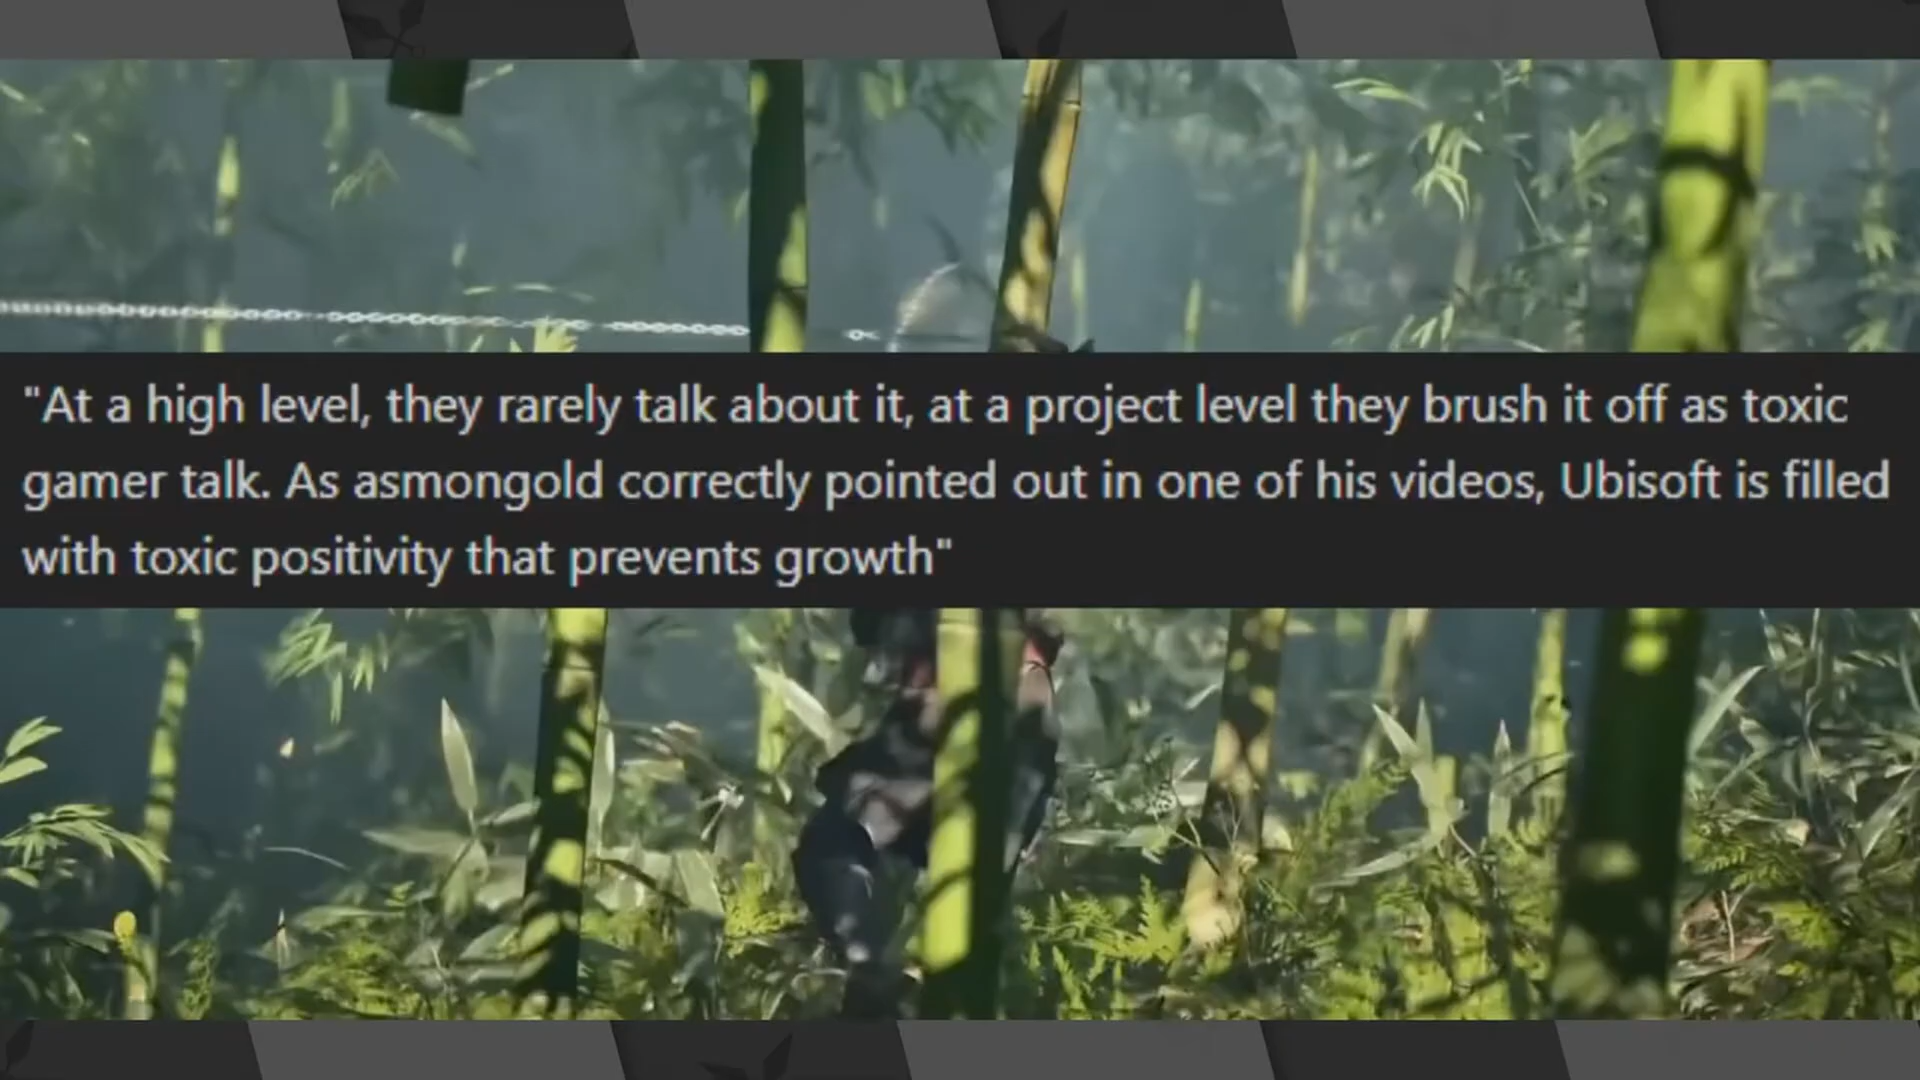 "At a high level, they rarely talk about it, at a project level they brush it off as toxic
gamer talk. As asmongold correctly pointed out in one of his videos, Ubisoft is filled
with toxic positivity that prevents growth"